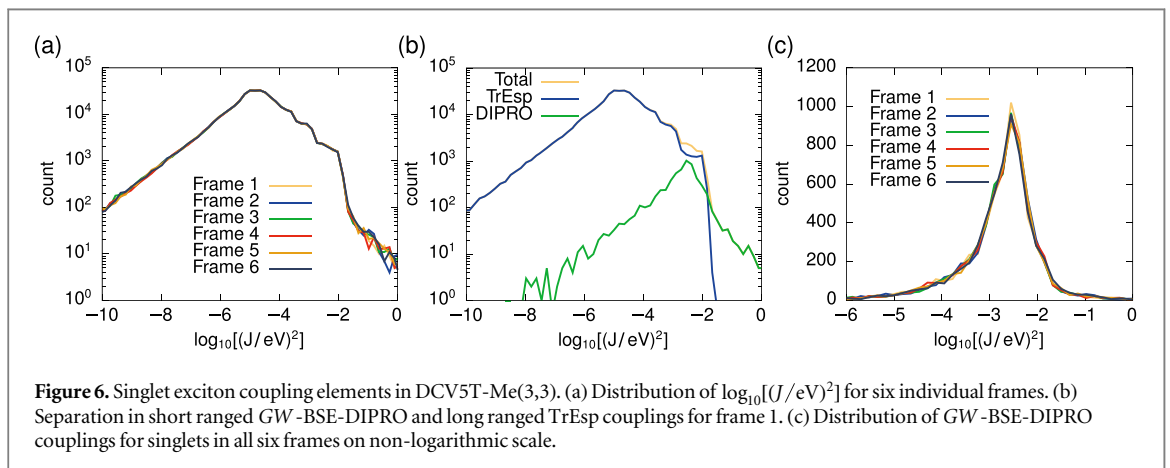 (a)
10^5
10^4
10^3
10^2
10^1
10^0
count
Frame 1
Frame 2
Frame 3
Frame 4
Frame 5
Frame 6
−10 −8 −6 −4 −2 0
log10[(J/eV)^2]
(b)
10^5
10^4
10^3
10^2
10^1
10^0
count
Total
TrEsp
DIPRO
−10 −8 −6 −4 −2 0
log10[(J/eV)^2]
(c)
1200
1000
800
600
400
200
0
count
Frame 1
Frame 2
Frame 3
Frame 4
Frame 5
Frame 6
−6 −5 −4 −3 −2 −1 0
log10[(J/eV)^2]
Figure 6. Singlet exciton coupling elements in DCV5T-Me(3,3). (a) Distribution of log10[(J/eV)^2] for six individual frames. (b)
Separation in short ranged GW-BSE-DIPRO and long ranged TrEsp couplings for frame 1. (c) Distribution of GW-BSE-DIPRO
couplings for singlets in all six frames on non-logarithmic scale.